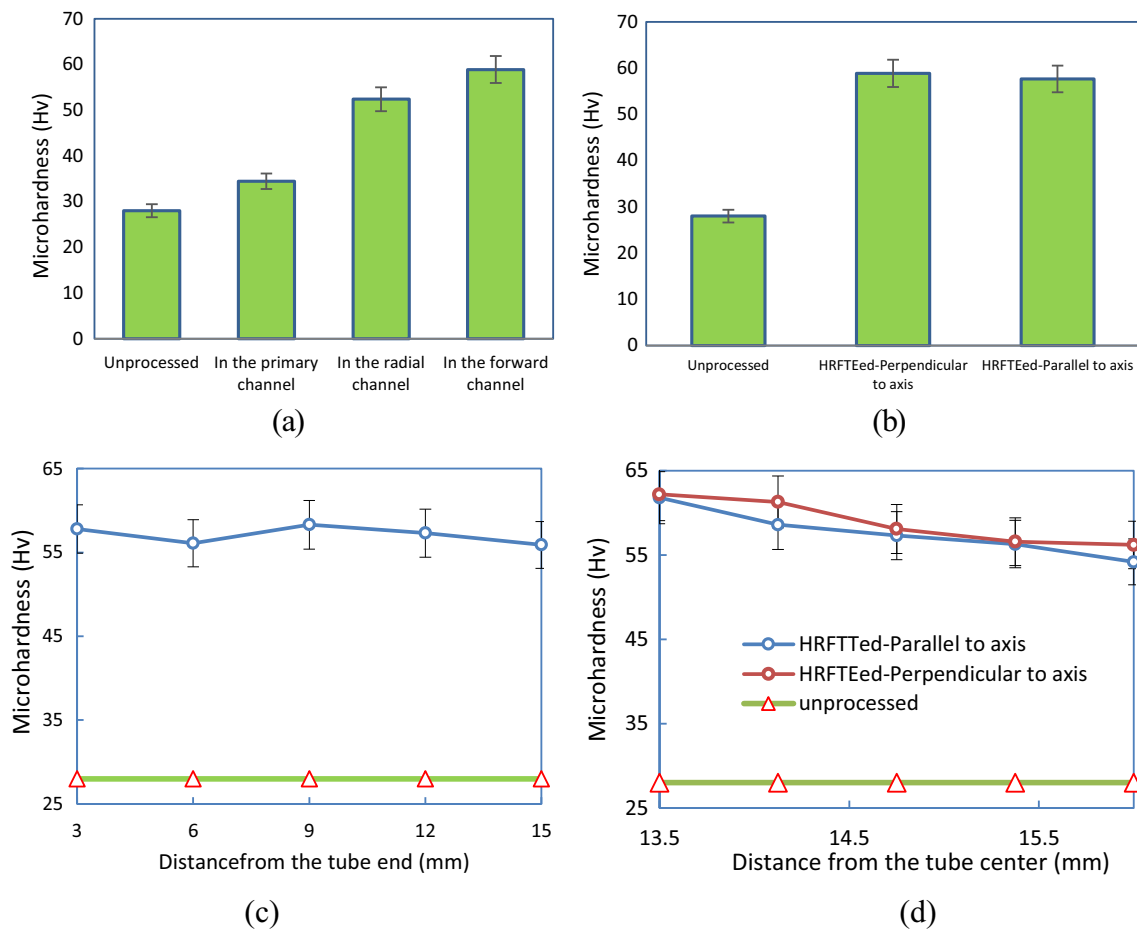 70
60
50
40
30
20
10
0
Microhardness (Hv)
Unprocessed
In the primary
channel
In the radial
channel
In the forward
channel
(a)
70
60
50
40
30
20
10
0
Microhardness (Hv)
Unprocessed
HRFTEed-Perpendicular
to axis
HRFTEed-Parallel to axis
(b)
65
55
45
35
25
Microhardness (Hv)
3 6 9 12 15
Distancefrom the tube end (mm)
(c)
65
55
45
35
25
Microhardness (Hv)
HRFTTed-Parallel to axis
HRFTEed-Perpendicular to axis
unprocessed
13.5 14.5 15.5
Distance from the tube center (mm)
(d)